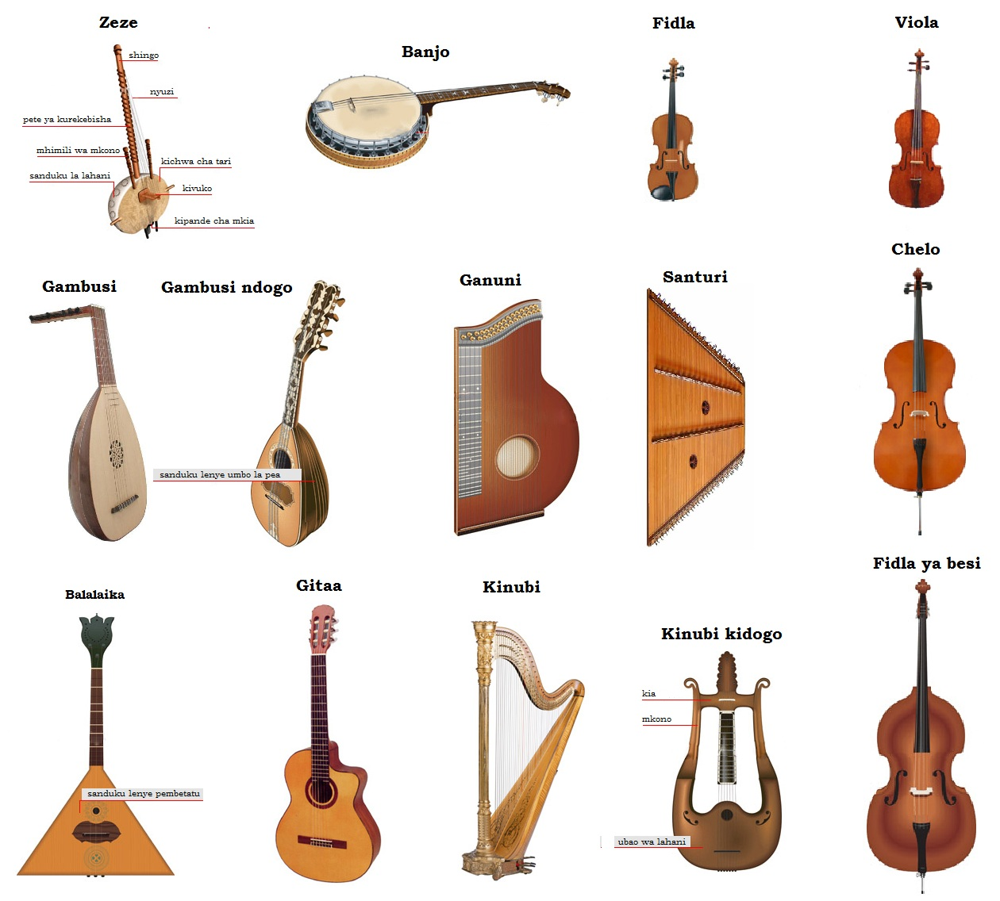 Zeze
shingo
nyuzi
pete ya kurekebisha
mhimili wa mkono
kichwa cha tari
sanduku la lahani
kivuko
kipande cha mkia
Banjo
Fidla
Viola
Gambusi
Gambusi ndogo
sanduku lenye umbo la pea
Ganuni
Santuri
Chelo
Balalaika
sanduku lenye pembetatu
Gitaa
Kinubi
Kinubi kidogo
kia
mkono
ubao wa lahani
Fidla ya besi